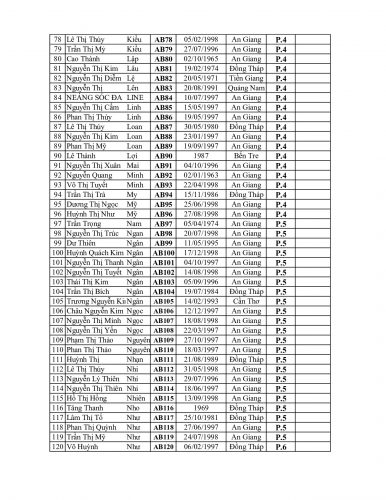 78 Lê Thị Thúy Kiều AB78 05/02/1998 An Giang P.4
79 Trần Thị Mỹ Kiều AB79 27/07/1996 An Giang P.4
80 Cao Thành Lập AB80 02/10/1965 An Giang P.4
81 Nguyễn Thị Kim Lâu AB81 19/02/1974 Đồng Tháp P.4
82 Nguyễn Thị Diễm Lệ AB82 20/05/1971 Tiền Giang P.4
83 Nguyễn Thị Lên AB83 20/08/1991 Quảng Nam P.4
84 NEÁNG SÓC ĐA LINE AB84 10/07/1997 An Giang P.4
85 Nguyễn Thị Cẩm Linh AB85 15/05/1997 An Giang P.4
86 Phan Thị Thùy Linh AB86 19/05/1997 An Giang P.4
87 Lê Thị Thúy Loan AB87 30/05/1980 Đồng Tháp P.4
88 Nguyễn Thị Kim Loan AB88 23/01/1997 An Giang P.4
89 Phan Thị Mỹ Loan AB89 19/09/1997 An Giang P.4
90 Lê Thành Lợi AB90 1987 Bến Tre P.4
91 Nguyễn Thị Xuân Mai AB91 04/10/1996 An Giang P.4
92 Nguyễn Quang Minh AB92 02/01/1963 An Giang P.4
93 Võ Thị Tuyết Minh AB93 22/04/1998 An Giang P.4
94 Trần Thị Trà My AB94 15/11/1986 Đồng Tháp P.4
95 Dương Thị Ngọc Mỹ AB95 25/06/1998 An Giang P.4
96 Huỳnh Thị Như Mỹ AB96 27/08/1998 An Giang P.4
97 Trần Trọng Nam AB97 05/04/1974 An Giang P.5
98 Nguyễn Thị Trúc Ngan AB98 20/07/1998 An Giang P.5
99 Dư Thiên Ngân AB99 11/05/1995 An Giang P.5
100 Huỳnh Quách Kim Ngân AB100 17/12/1998 An Giang P.5
101 Nguyễn Thị Thanh Ngân AB101 04/10/1997 An Giang P.5
102 Nguyễn Thị Tuyết Ngân AB102 14/08/1998 An Giang P.5
103 Thái Thị Kim Ngân AB103 05/09/1996 An Giang P.5
104 Trần Thị Bích Ngân AB104 19/07/1984 Đồng Tháp P.5
105 Trương Nguyễn Ki Ngân AB105 14/02/1993 Cần Thơ P.5
106 Châu Nguyễn Kim Ngọc AB106 12/12/1997 An Giang P.5
107 Nguyễn Thị Minh Ngọc AB107 18/08/1998 An Giang P.5
108 Nguyễn Thị Yến Ngọc AB108 22/03/1997 An Giang P.5
109 Phạm Thị Thảo Nguyên AB109 27/10/1997 An Giang P.5
110 Phan Thị Thảo Nguyên AB110 18/03/1997 An Giang P.5
111 Huỳnh Thị Nhạn AB111 21/08/1989 Đồng Tháp P.5
112 Lê Thị Thúy Nhi AB112 31/05/1998 An Giang P.5
113 Nguyễn Lý Thiên Nhi AB113 29/07/1996 An Giang P.5
114 Nguyễn Thị Thiên Nhi AB114 18/06/1997 An Giang P.5
115 Hồ Thị Hồng Nhiên AB115 13/09/1998 An Giang P.5
116 Tăng Thanh Nho AB116 1969 Đồng Tháp P.5
117 Lâm Thị Tố Như AB117 25/10/1981 Đồng Tháp P.5
118 Phan Thị Quỳnh Như AB118 27/06/1997 An Giang P.5
119 Trần Thị Mỹ Như AB119 24/07/1998 An Giang P.5
120 Võ Huỳnh Như AB120 06/02/1997 Đồng Tháp P.6